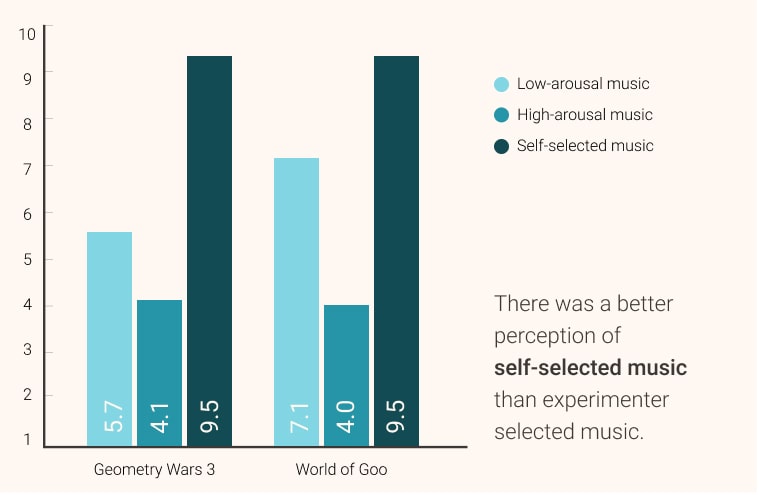 10
9
8
7
6
5
4
3
2
1
5.7
4.1
9.5
7.1
4.0
9.5
Geometry Wars 3
World of Goo
Low-arousal music
High-arousal music
Self-selected music
There was a better
perception of
self-selected music
than experimenter
selected music.